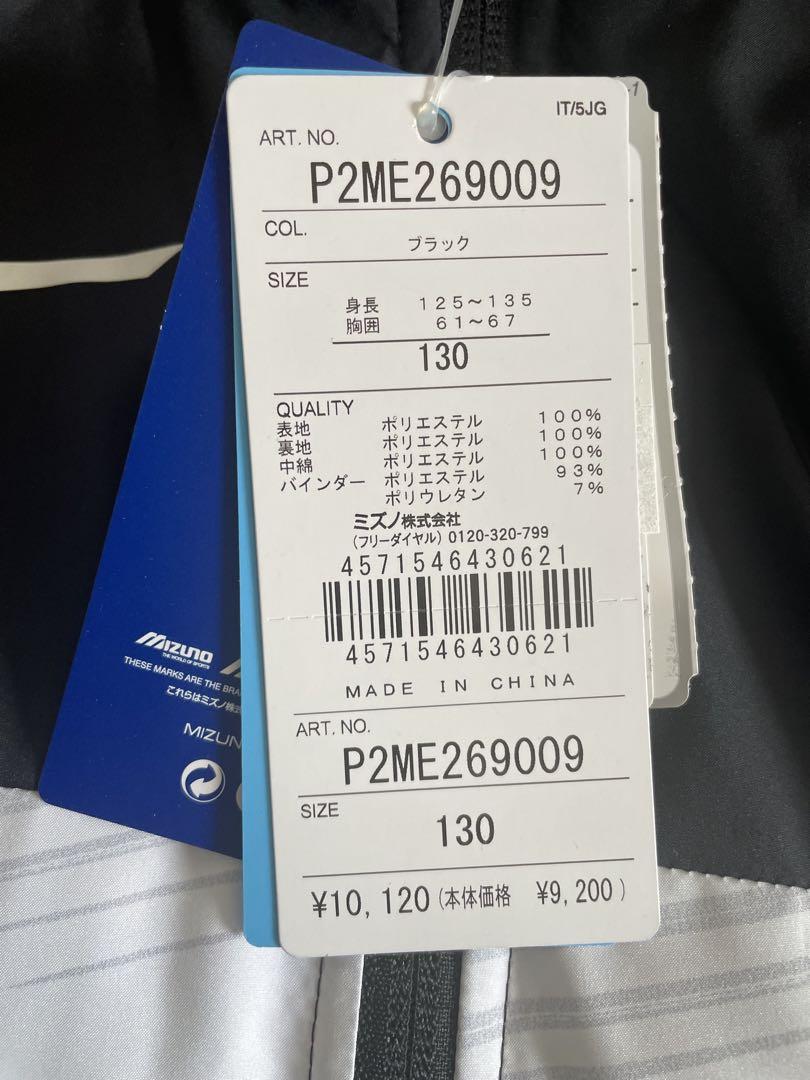 IT/5JG
ART. NO.
P2ME269009
COL.
ブラック
SIZE
身長 125~135
胸囲 61~67
130
QUALITY
表地 ポリエステル 100%
裏地 ポリエステル 100%
中綿 ポリエステル 100%
バインダー ポリエステル 93%
ポリウレタン 7%
ミズノ株式会社
(フリーダイヤル) 0120-320-799
4571546430621
4571546430621
MADE IN CHINA
ART. NO.
P2ME269009
SIZE
130
¥10,120 (本体価格 ¥9,200)
MIZUNO
THE WORLD OF SPORTS
THESE MARKS ARE THE BRA
これらはミズノ株式
MIZUN